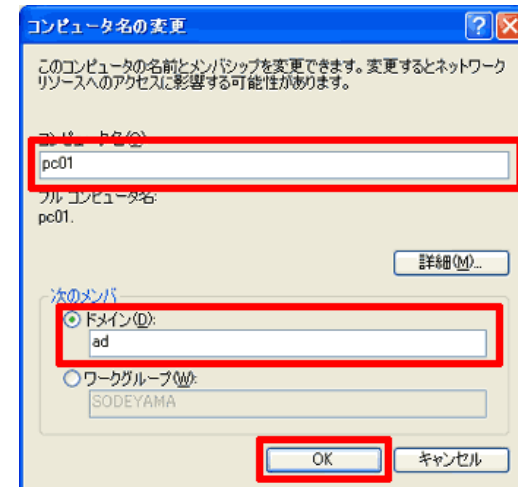 コンピュータ名の変更
このコンピュータの名前とメンバシップを変更できます。変更するとネットワーク
リソースへのアクセスに影響する可能性があります。
コンピュータ名(C):
pc01
フル コンピュータ名:
pc01.
詳細(M)...
次のメンバ
ドメイン(D):
ad
ワークグループ(W):
SODEYAMA
OK
キャンセル